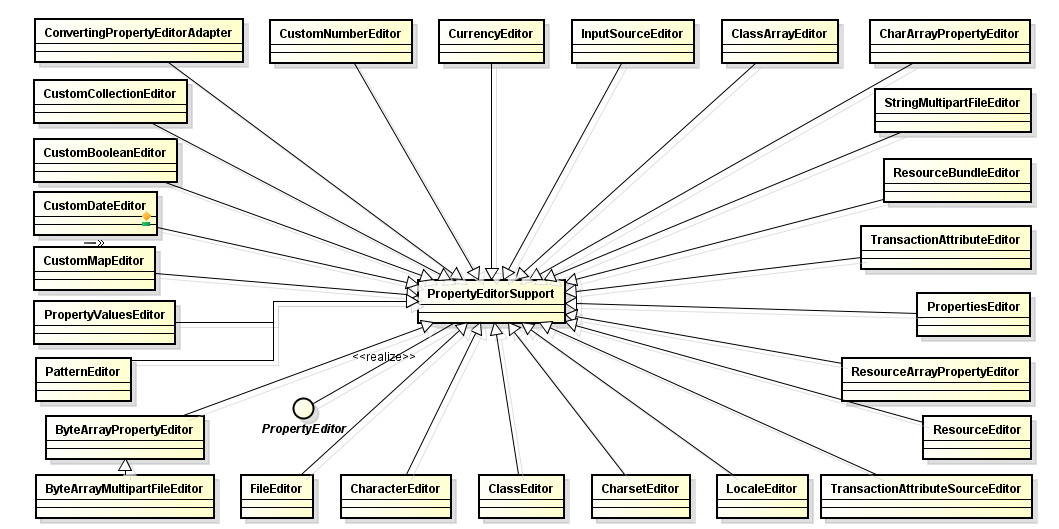 ConvertingPropertyEditorAdapter
CustomNumberEditor
CurrencyEditor
InputSourceEditor
ClassArrayEditor
CharArrayPropertyEditor
CustomCollectionEditor
StringMultipartFileEditor
CustomBooleanEditor
ResourceBundleEditor
CustomDateEditor
TransactionAttributeEditor
CustomMapEditor
PropertyEditorSupport
PropertiesEditor
PropertyValuesEditor
<<realize>>
PatternEditor
ResourceArrayPropertyEditor
ByteArrayPropertyEditor
PropertyEditor
ResourceEditor
ByteArrayMultipartFileEditor
FileEditor
CharacterEditor
ClassEditor
CharsetEditor
LocaleEditor
TransactionAttributeSourceEditor